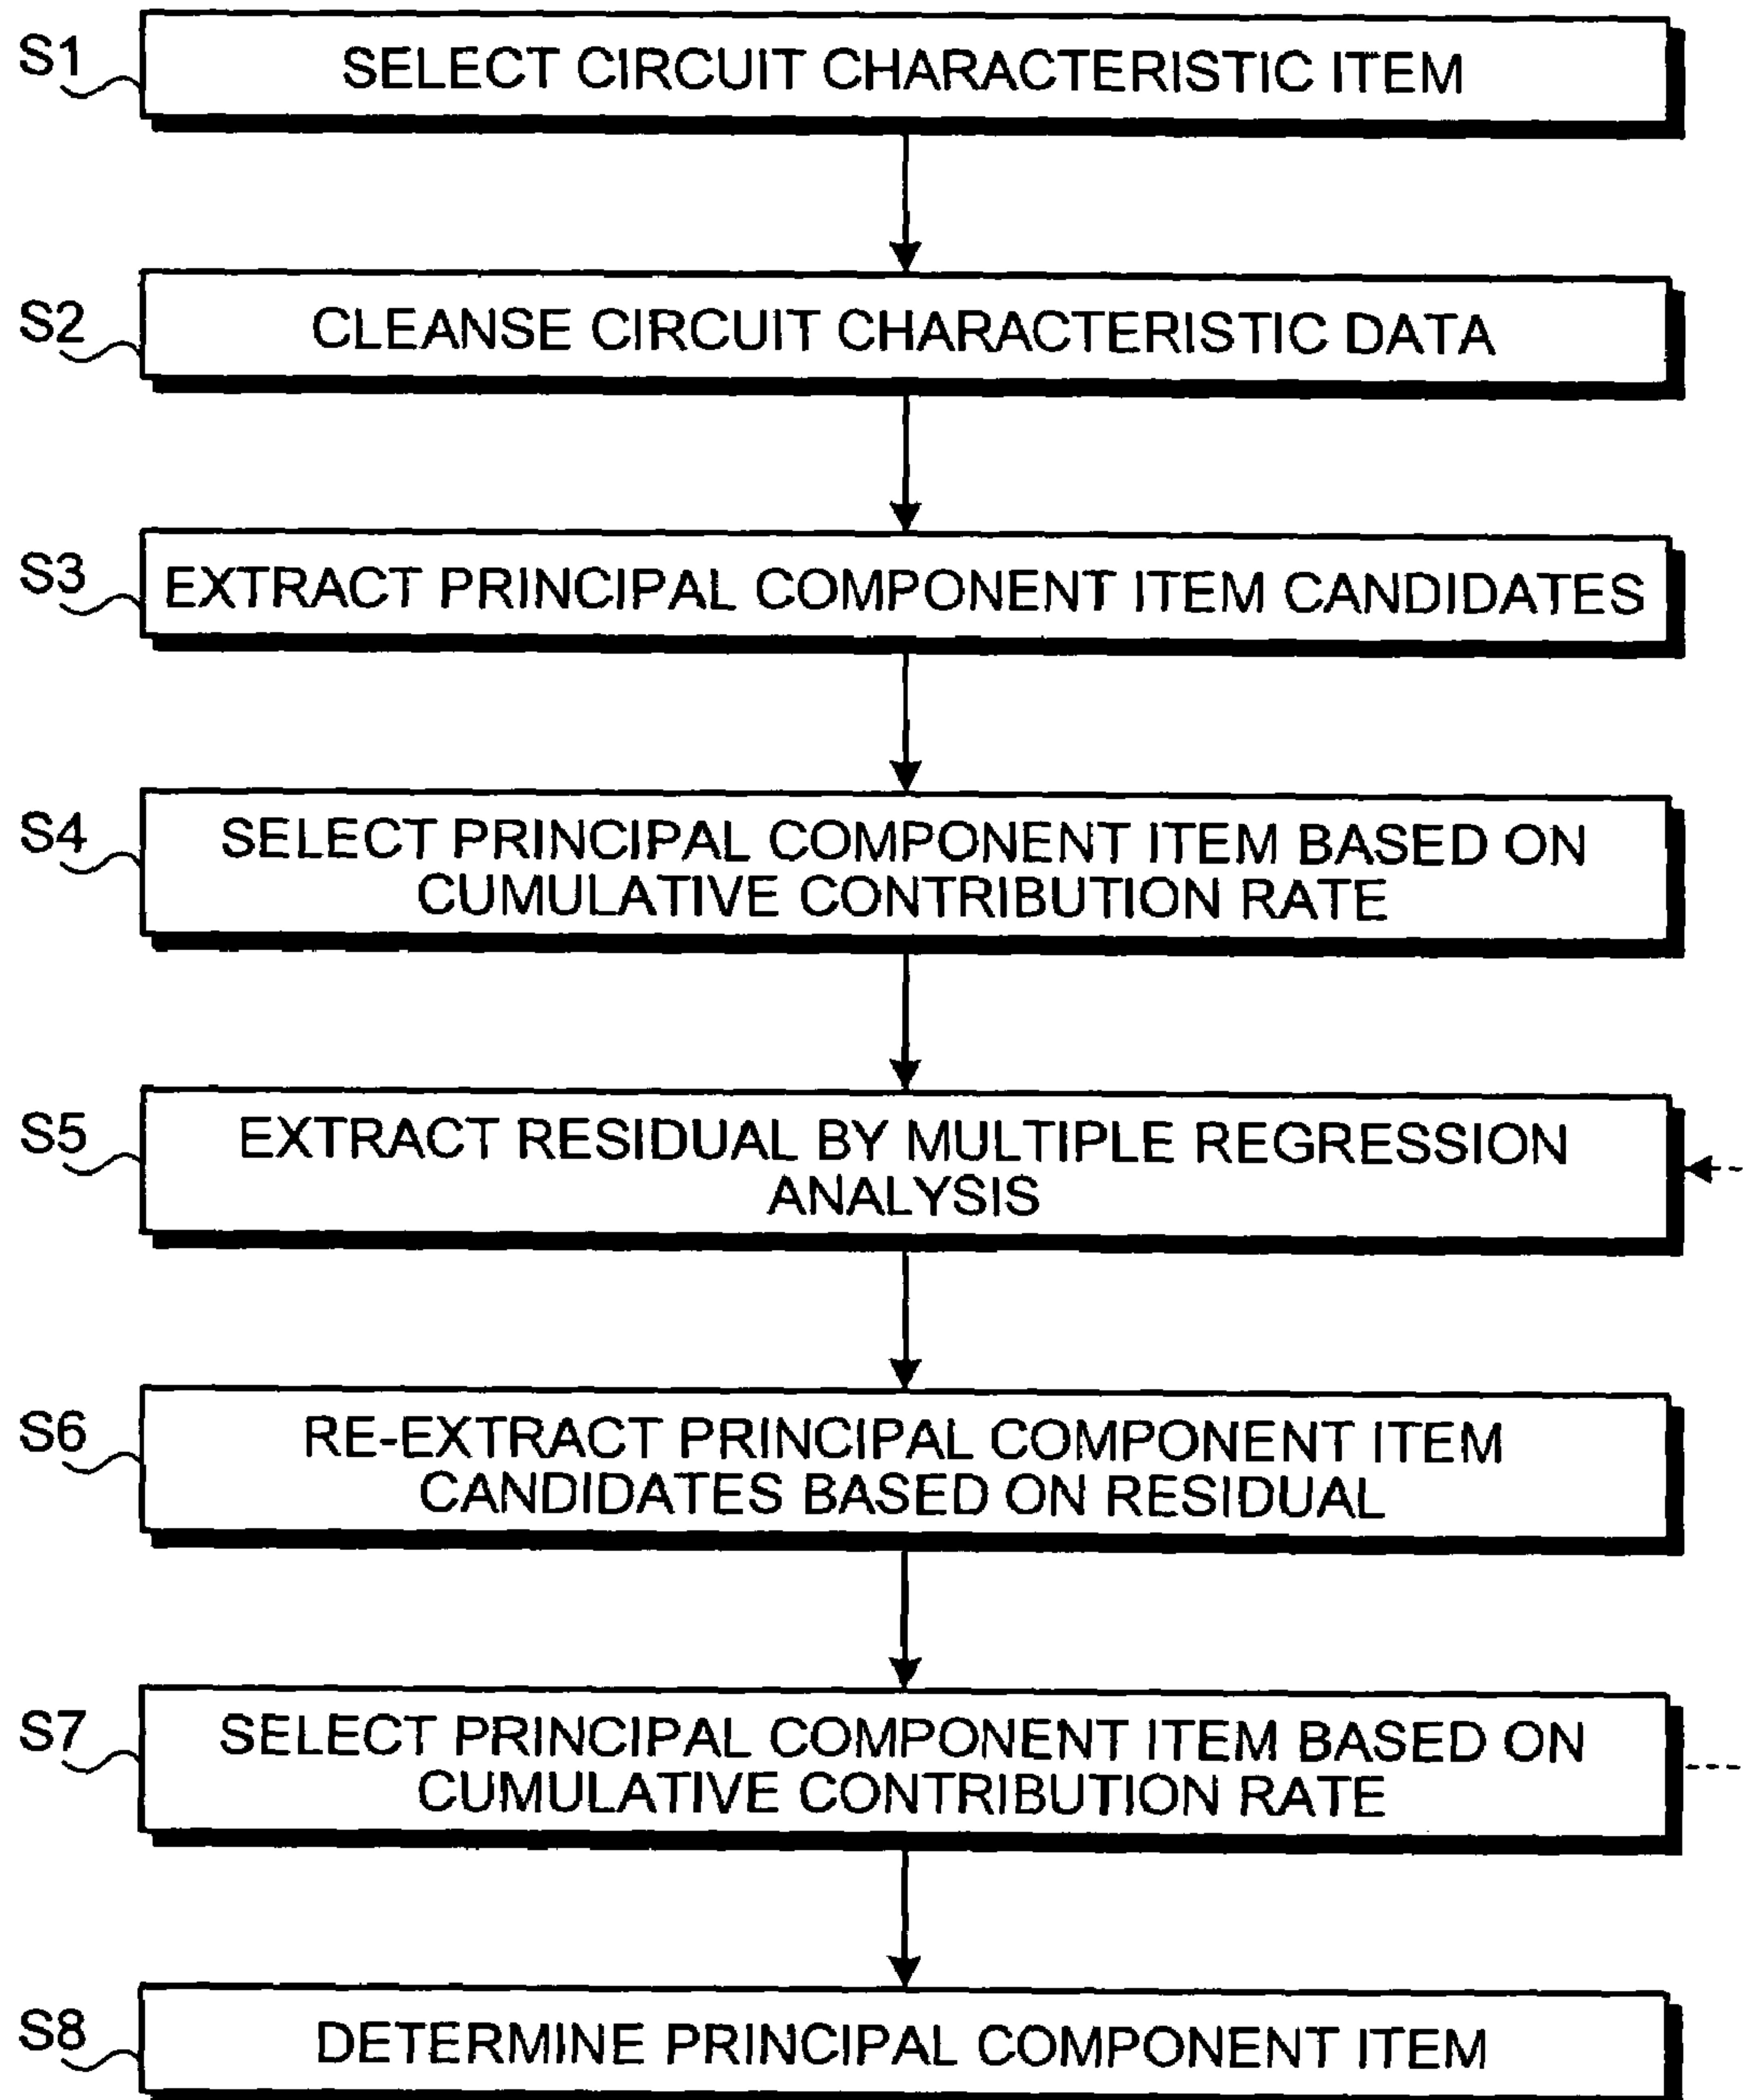 S1
SELECT CIRCUIT CHARACTERISTIC ITEM
S2
CLEANSE CIRCUIT CHARACTERISTIC DATA
S3
EXTRACT PRINCIPAL COMPONENT ITEM CANDIDATES
S4
SELECT PRINCIPAL COMPONENT ITEM BASED ON
CUMULATIVE CONTRIBUTION RATE
S5
EXTRACT RESIDUAL BY MULTIPLE REGRESSION
ANALYSIS
S6
RE-EXTRACT PRINCIPAL COMPONENT ITEM
CANDIDATES BASED ON RESIDUAL
S7
SELECT PRINCIPAL COMPONENT ITEM BASED ON
CUMULATIVE CONTRIBUTION RATE
S8
DETERMINE PRINCIPAL COMPONENT ITEM